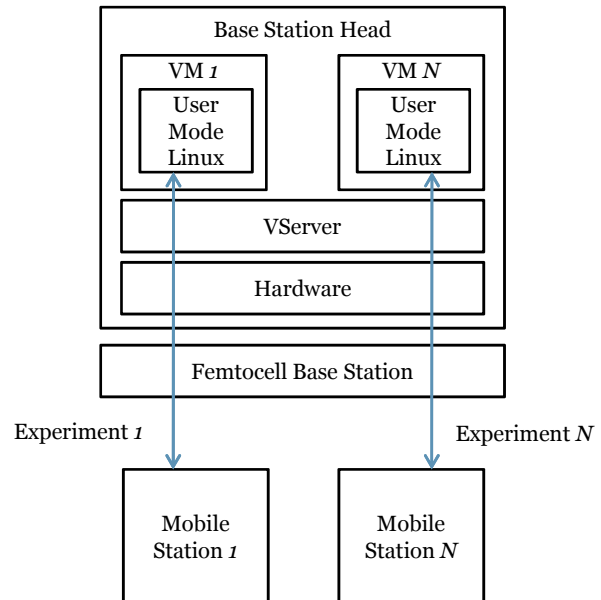 Base Station Head
VM 1
VM N
User
Mode
Linux
User
Mode
Linux
VServer
Hardware
Femtocell Base Station
Experiment 1
Experiment N
Mobile
Station 1
Mobile
Station N